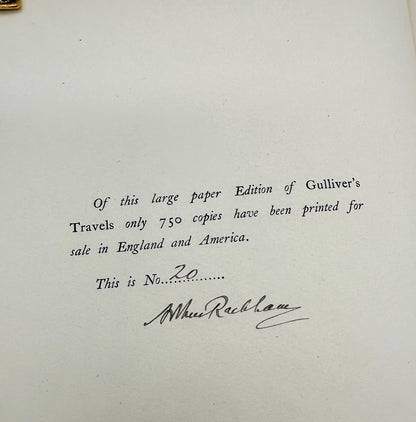 Of this large paper Edition of Gulliver's
Travels only 750 copies have been printed for
sale in England and America.
This is No...20...............
Arthur Rackham